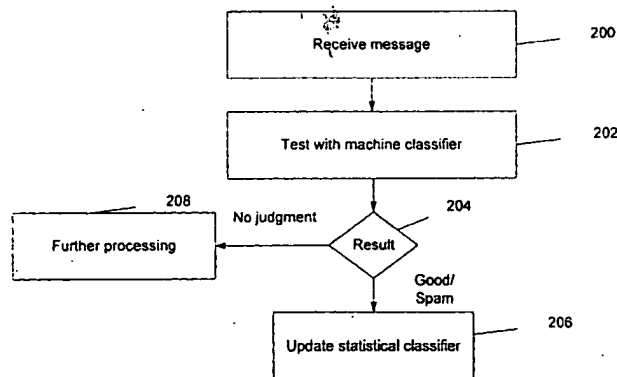 Receive message
200
Test with machine classifier
202
208
No judgment
204
Further processing
Result
Good/
Spam
206
Update statistical classifier